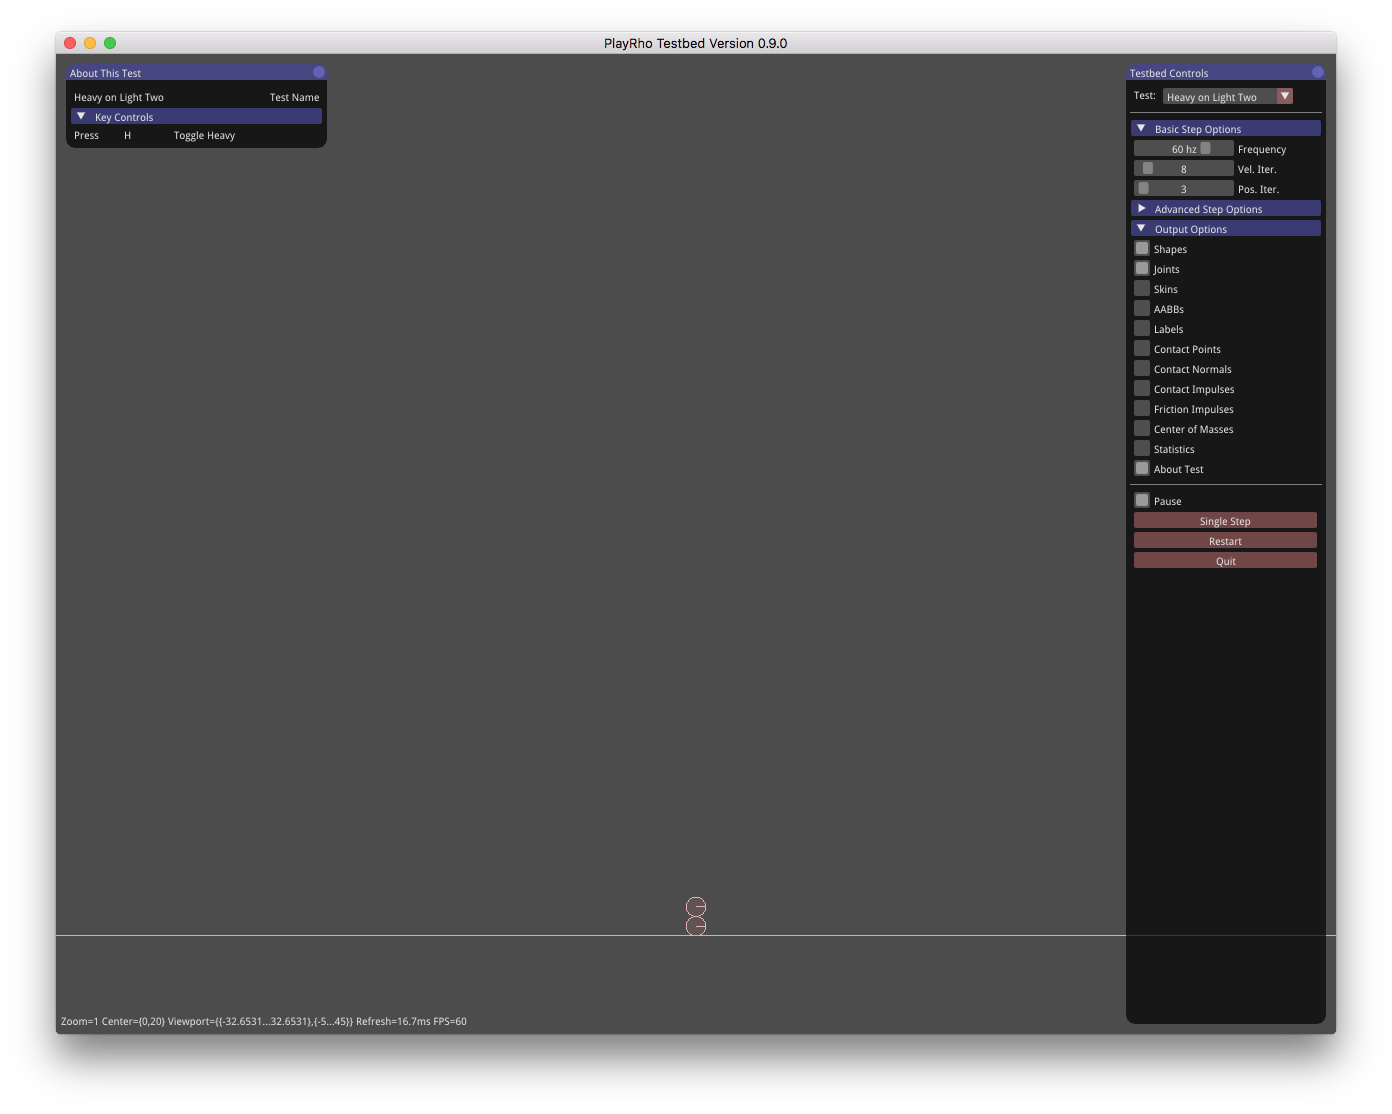 PlayRho Testbed Version 0.9.0
About This Test
Heavy on Light Two Test Name
Key Controls
Press H Toggle Heavy
Testbed Controls
Test: Heavy on Light Two
Basic Step Options
60 hz Frequency
8 Vel. Iter.
3 Pos. Iter.
Advanced Step Options
Output Options
Shapes
Joints
Skins
AABBs
Labels
Contact Points
Contact Normals
Contact Impulses
Friction Impulses
Center of Masses
Statistics
About Test
Pause
Single Step
Restart
Quit
Zoom=1 Center={0,20} Viewport={{-32.6531...32.6531},{-5...45}} Refresh=16.7ms FPS=60